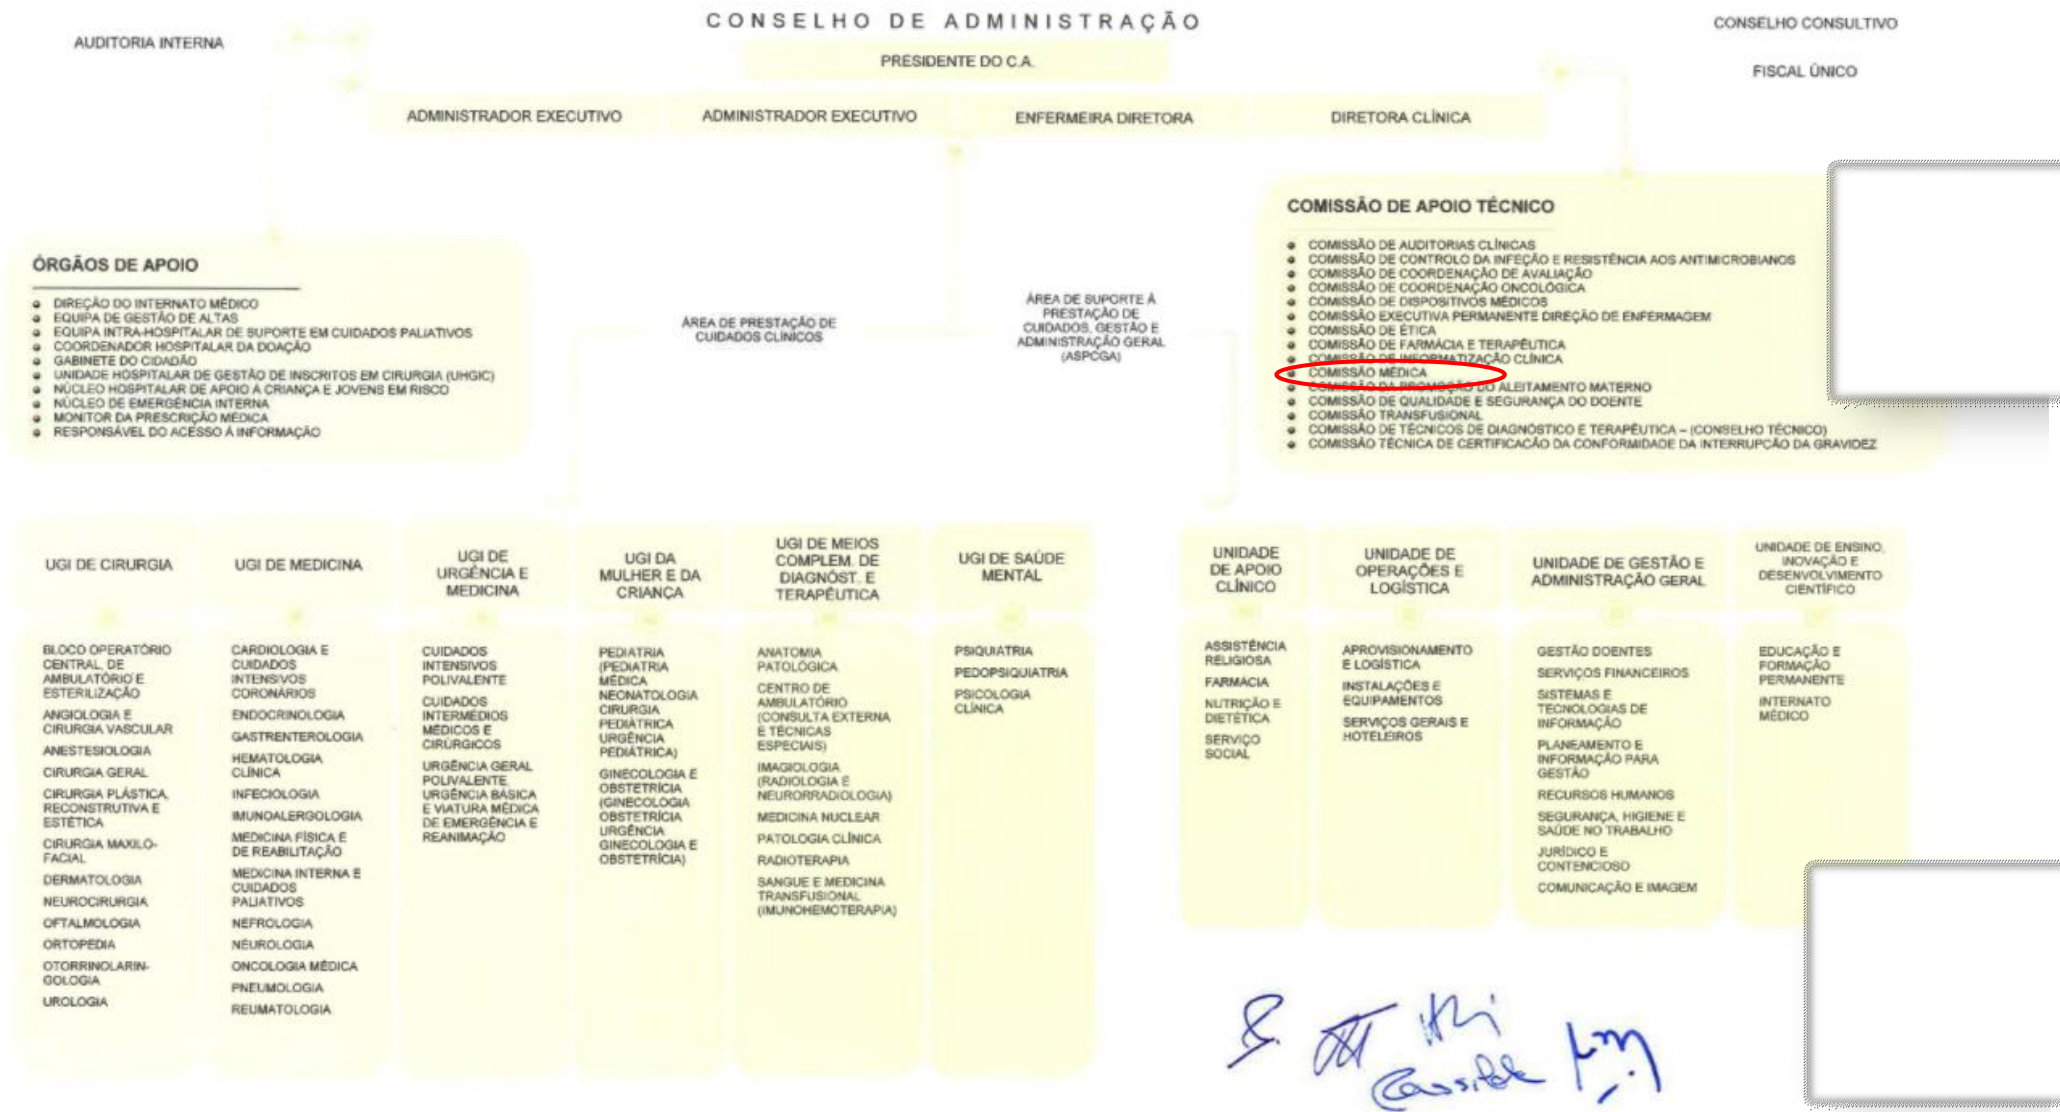 CONSELHO DE ADMINISTRAÇÃO
AUDITORIA INTERNA
CONSELHO CONSULTIVO
PRESIDENTE DO C.A.
FISCAL ÚNICO
ADMINISTRADOR EXECUTIVO
ADMINISTRADOR EXECUTIVO
ENFERMEIRA DIRETORA
DIRETORA CLÍNICA
ÓRGÃOS DE APOIO
DIREÇÃO DO INTERNATO MÉDICO
EQUIPA DE GESTÃO DE ALTAS
EQUIPA INTRA-HOSPITALAR DE SUPORTE EM CUIDADOS PALIATIVOS
COORDENADOR HOSPITALAR DA DOAÇÃO
GABINETE DO CIDADÃO
UNIDADE HOSPITALAR DE GESTÃO DE INSCRITOS EM CIRURGIA (UHGIC)
NÚCLEO HOSPITALAR DE APOIO À CRIANÇA E JOVENS EM RISCO
NÚCLEO DE EMERGÊNCIA INTERNA
MONITOR DA PRESCRIÇÃO MÉDICA
RESPONSÁVEL DO ACESSO À INFORMAÇÃO
ÁREA DE PRESTAÇÃO DE
CUIDADOS CLÍNICOS
ÁREA DE SUPORTE À
PRESTAÇÃO DE
CUIDADOS, GESTÃO E
ADMINISTRAÇÃO GERAL
(ASPCGA)
COMISSÃO DE APOIO TÉCNICO
COMISSÃO DE AUDITORIAS CLÍNICAS
COMISSÃO DE CONTROLO DA INFEÇÃO E RESISTÊNCIA AOS ANTIMICROBIANOS
COMISSÃO DE COORDENAÇÃO DE AVALIAÇÃO
COMISSÃO DE COORDENAÇÃO ONCOLÓGICA
COMISSÃO DE DISPOSITIVOS MÉDICOS
COMISSÃO EXECUTIVA PERMANENTE DIREÇÃO DE ENFERMAGEM
COMISSÃO DE ÉTICA
COMISSÃO DE FARMÁCIA E TERAPÊUTICA
COMISSÃO DE INFORMATIZAÇÃO CLÍNICA
COMISSÃO MÉDICA
COMISSÃO DA PROMOÇÃO DO ALEITAMENTO MATERNO
COMISSÃO DE QUALIDADE E SEGURANÇA DO DOENTE
COMISSÃO TRANSFUSIONAL
COMISSÃO DE TÉCNICOS DE DIAGNÓSTICO E TERAPÊUTICA – (CONSELHO TÉCNICO)
COMISSÃO TÉCNICA DE CERTIFICAÇÃO DA CONFORMIDADE DA INTERRUPÇÃO DA GRAVIDEZ
UGI DE CIRURGIA
BLOCO OPERATÓRIO
CENTRAL, DE
AMBULATÓRIO E
ESTERILIZAÇÃO
ANGIOLOGIA E
CIRURGIA VASCULAR
ANESTESIOLOGIA
CIRURGIA GERAL
CIRURGIA PLÁSTICA,
RECONSTRUTIVA E
ESTÉTICA
CIRURGIA MAXILO-
FACIAL
DERMATOLOGIA
NEUROCIRURGIA
OFTALMOLOGIA
ORTOPEDIA
OTORRINOLARIN-
GOLOGIA
UROLOGIA
UGI DE MEDICINA
CARDIOLOGIA E
CUIDADOS
INTENSIVOS
CORONÁRIOS
ENDOCRINOLOGIA
GASTRENTEROLOGIA
HEMATOLOGIA
CLÍNICA
INFECIOLOGIA
IMUNOALERGOLOGIA
MEDICINA FÍSICA E
DE REABILITAÇÃO
MEDICINA INTERNA E
CUIDADOS
PALIATIVOS
NEFROLOGIA
NEUROLOGIA
ONCOLOGIA MÉDICA
PNEUMOLOGIA
REUMATOLOGIA
UGI DE
URGÊNCIA E
MEDICINA
CUIDADOS
INTENSIVOS
POLIVALENTE
CUIDADOS
INTERMÉDIOS
MÉDICOS E
CIRÚRGICOS
URGÊNCIA GERAL
POLIVALENTE,
URGÊNCIA BÁSICA
E VIATURA MÉDICA
DE EMERGÊNCIA E
REANIMAÇÃO
UGI DA
MULHER E DA
CRIANÇA
PEDIATRIA
(PEDIATRIA
MÉDICA
NEONATOLOGIA
CIRURGIA
PEDIÁTRICA
URGÊNCIA
PEDIÁTRICA)
GINECOLOGIA E
OBSTETRÍCIA
(GINECOLOGIA
OBSTETRÍCIA
URGÊNCIA
GINECOLOGIA E
OBSTETRÍCIA)
UGI DE MEIOS
COMPLEM. DE
DIAGNÓST. E
TERAPÊUTICA
ANATOMIA
PATOLÓGICA
CENTRO DE
AMBULATÓRIO
(CONSULTA EXTERNA
E TÉCNICAS
ESPECIAIS)
IMAGIOLOGIA
(RADIOLOGIA E
NEURORRADIOLOGIA)
MEDICINA NUCLEAR
PATOLOGIA CLÍNICA
RADIOTERAPIA
SANGUE E MEDICINA
TRANSFUSIONAL
(IMUNOHEMOTERAPIA)
UGI DE SAÚDE
MENTAL
PSIQUIATRIA
PEDOPSIQUIATRIA
PSICOLOGIA
CLÍNICA
UNIDADE
DE APOIO
CLÍNICO
ASSISTÊNCIA
RELIGIOSA
FARMÁCIA
NUTRIÇÃO E
DIETÉTICA
SERVIÇO
SOCIAL
UNIDADE DE
OPERAÇÕES E
LOGÍSTICA
APROVISIONAMENTO
E LOGÍSTICA
INSTALAÇÕES E
EQUIPAMENTOS
SERVIÇOS GERAIS E
HOTELEIROS
UNIDADE DE GESTÃO E
ADMINISTRAÇÃO GERAL
GESTÃO DOENTES
SERVIÇOS FINANCEIROS
SISTEMAS E
TECNOLOGIAS DE
INFORMAÇÃO
PLANEAMENTO E
INFORMAÇÃO PARA
GESTÃO
RECURSOS HUMANOS
SEGURANÇA, HIGIENE E
SAÚDE NO TRABALHO
JURÍDICO E
CONTENCIOSO
COMUNICAÇÃO E IMAGEM
UNIDADE DE ENSINO,
INOVAÇÃO E
DESENVOLVIMENTO
CIENTÍFICO
EDUCAÇÃO E
FORMAÇÃO
PERMANENTE
INTERNATO
MÉDICO